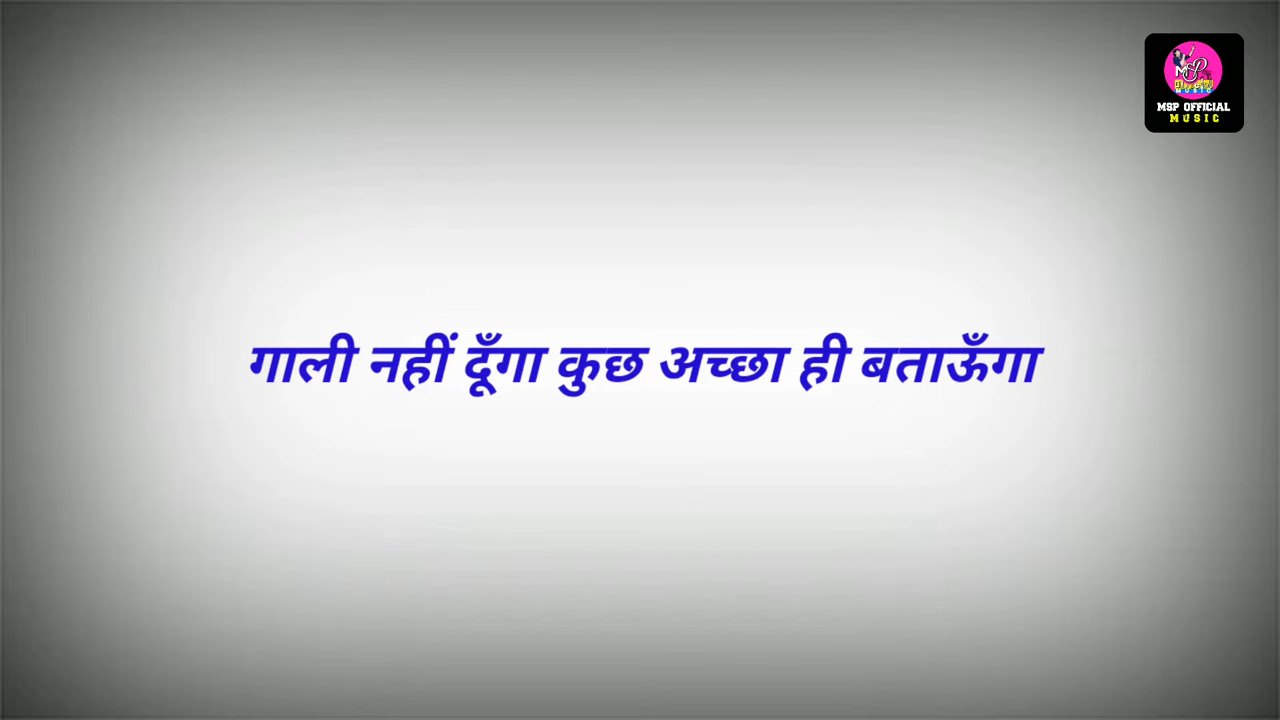 MSP OFFICIAL
MUSIC
गाली नहीं दूँगा कुछ अच्छा ही बताऊँगा